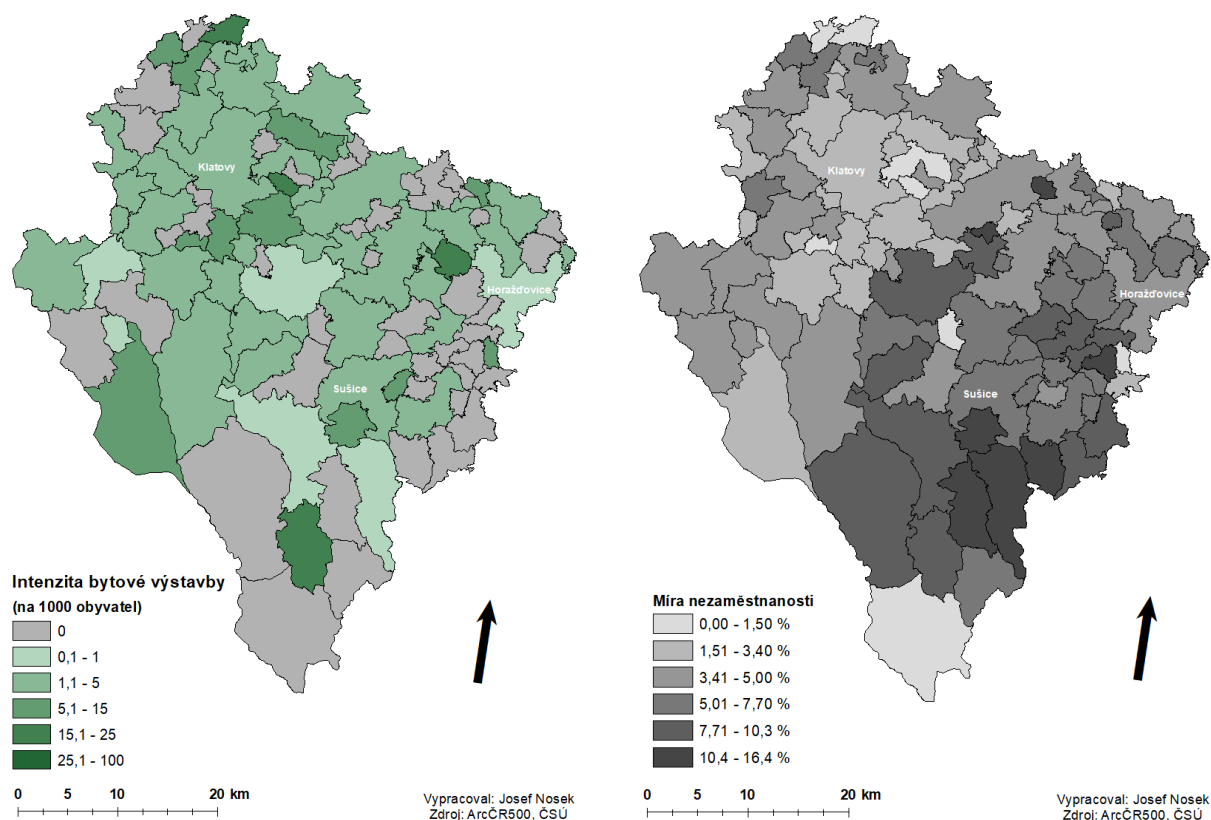 Klatovy
Horažďovice
Sušice
Intenzita bytové výstavby
(na 1000 obyvatel)
0
0,1 - 1
1,1 - 5
5,1 - 15
15,1 - 25
25,1 - 100
0 5 10 20 km
Vypracoval: Josef Nosek
Zdroj: ArcČR500, ČSÚ
Klatovy
Horažďovice
Sušice
Míra nezaměstnanosti
0,00 - 1,50 %
1,51 - 3,40 %
3,41 - 5,00 %
5,01 - 7,70 %
7,71 - 10,3 %
10,4 - 16,4 %
0 5 10 20 km
Vypracoval: Josef Nosek
Zdroj: ArcČR500, ČSÚ